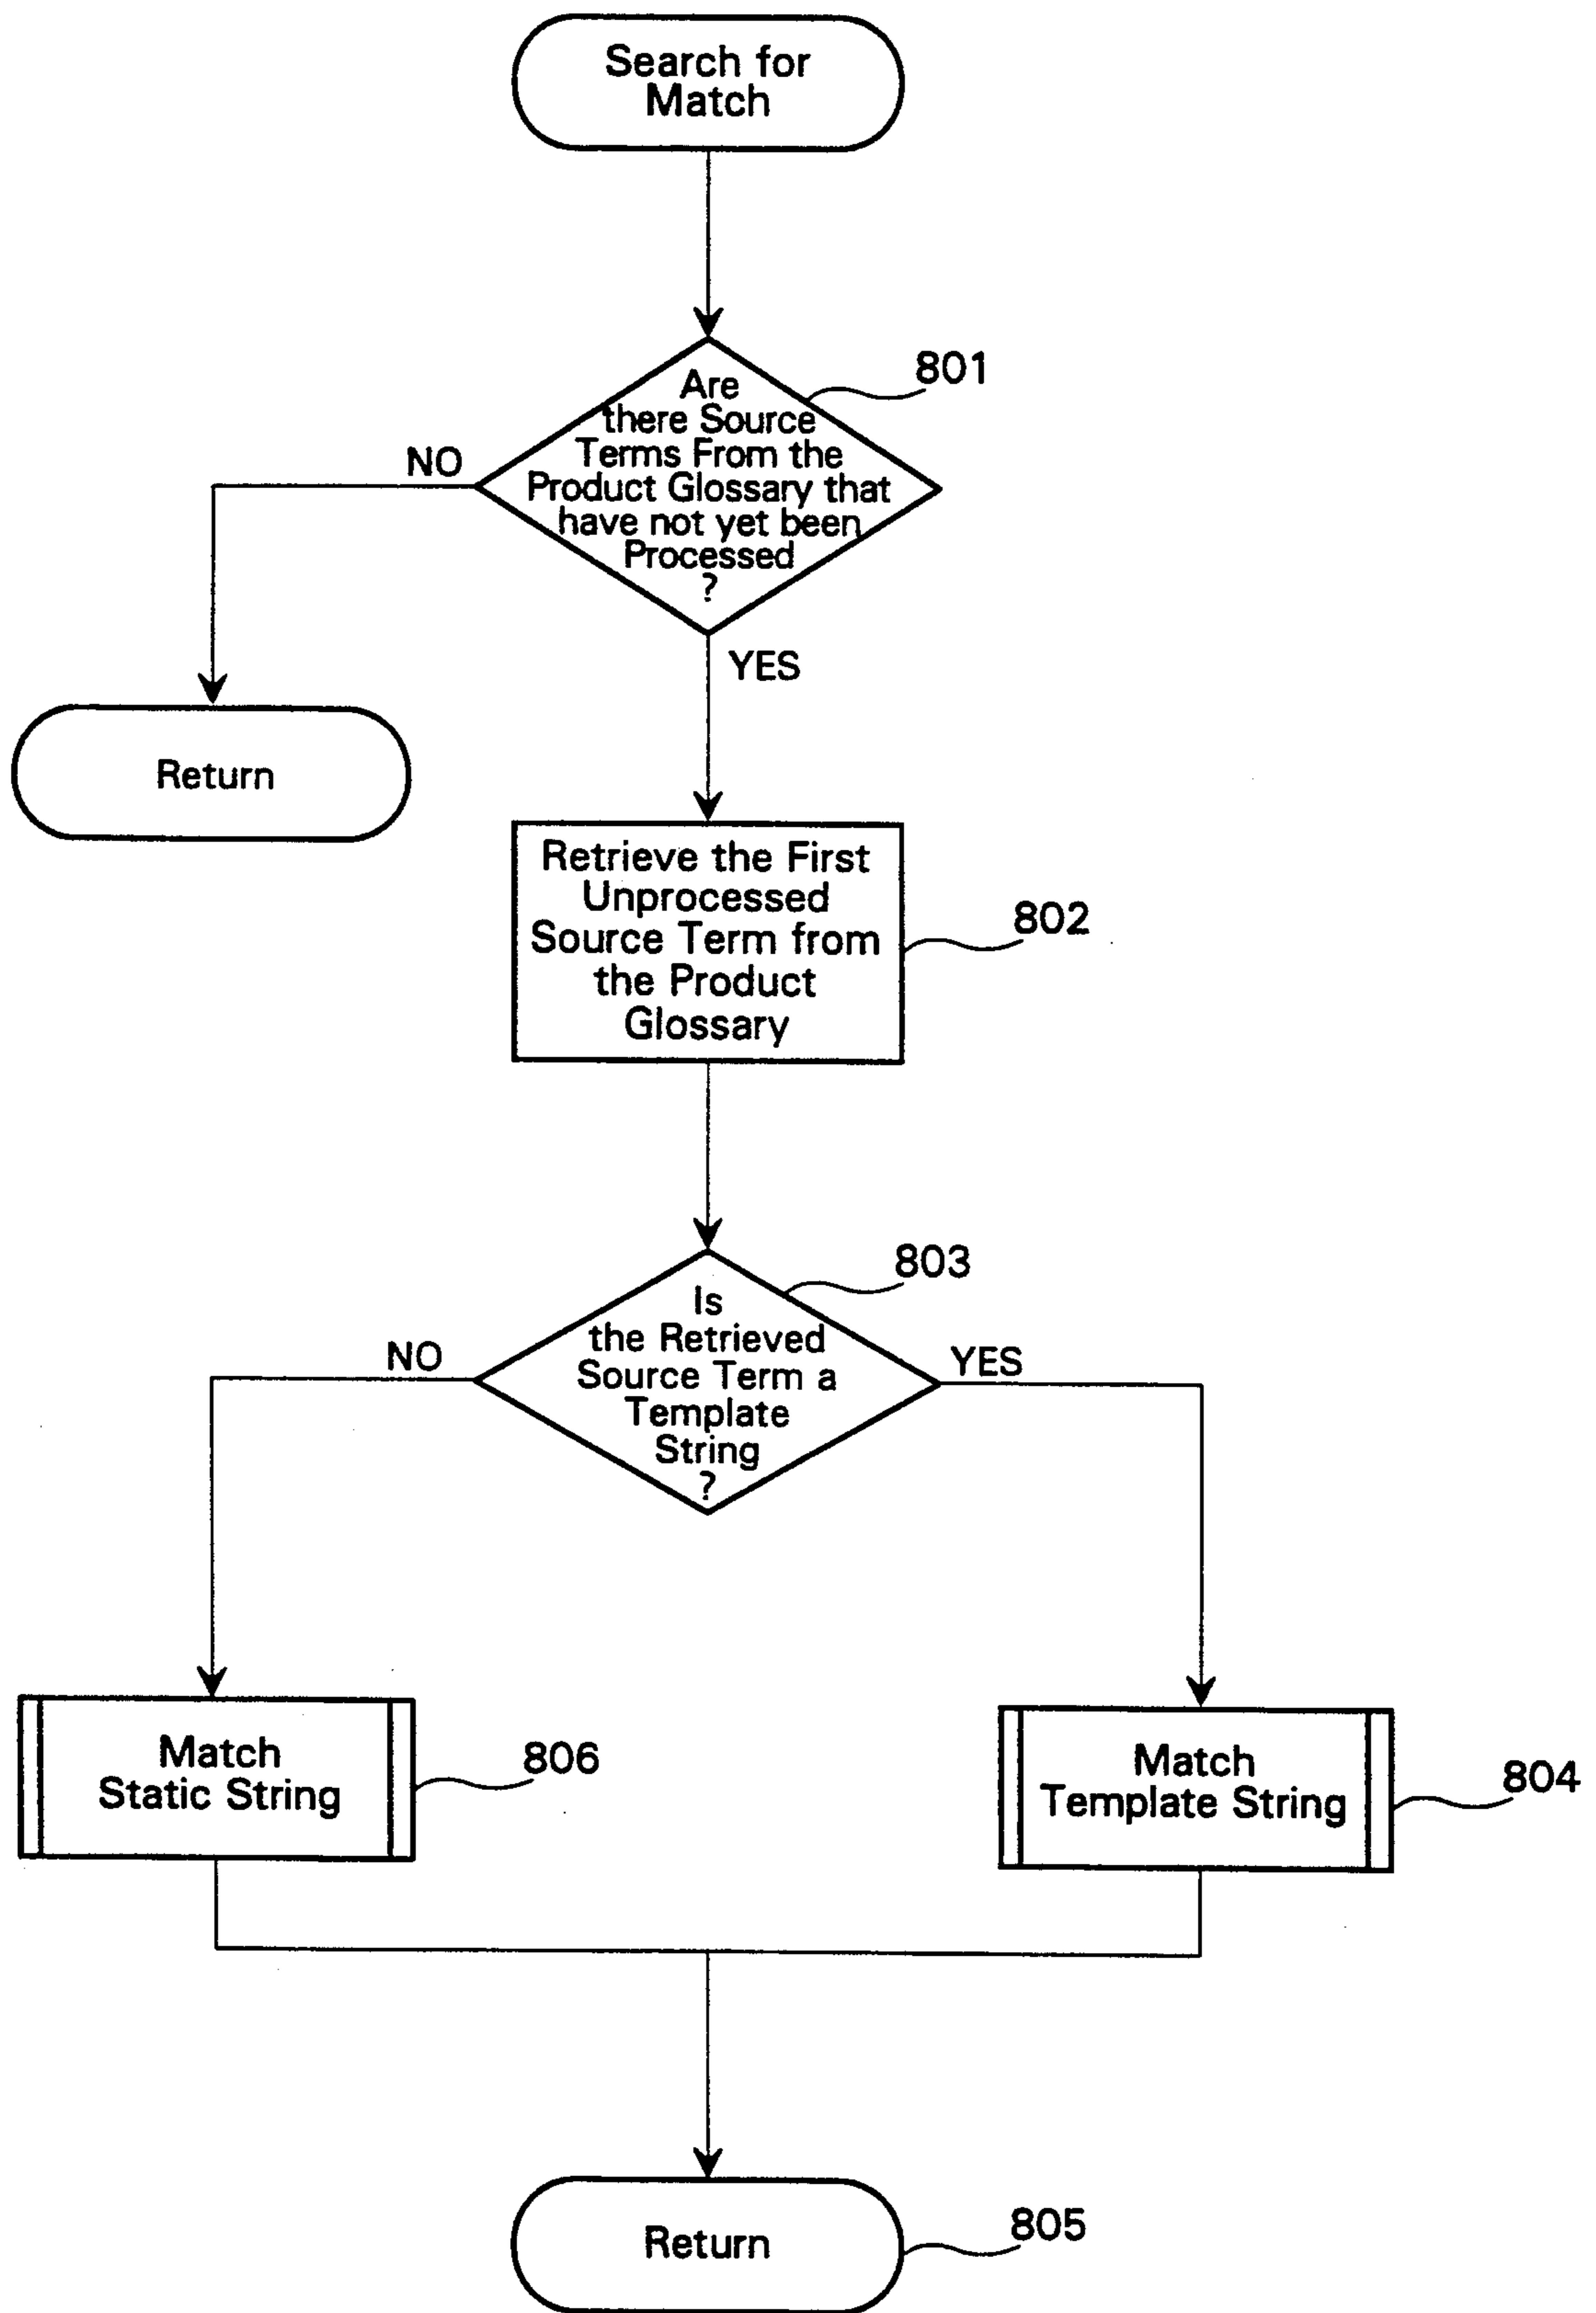 Search for
Match
801
Are
there Source
Terms From the
Product Glossary that
have not yet been
Processed
?
NO
YES
Return
Retrieve the First
Unprocessed
Source Term from
the Product
Glossary
802
803
Is
the Retrieved
Source Term a
Template
String
?
NO
YES
Match
Static String
806
Match
Template String
804
Return
805